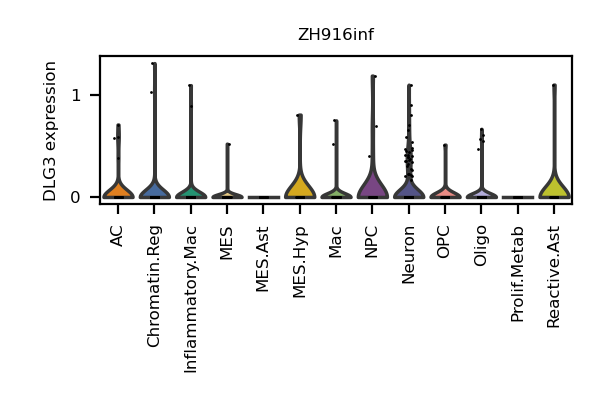 ZH916inf
DLG3 expression
1
0
AC
Chromatin.Reg
Inflammatory.Mac
MES
MES.Ast
MES.Hyp
Mac
NPC
Neuron
OPC
Oligo
Prolif.Metab
Reactive.Ast